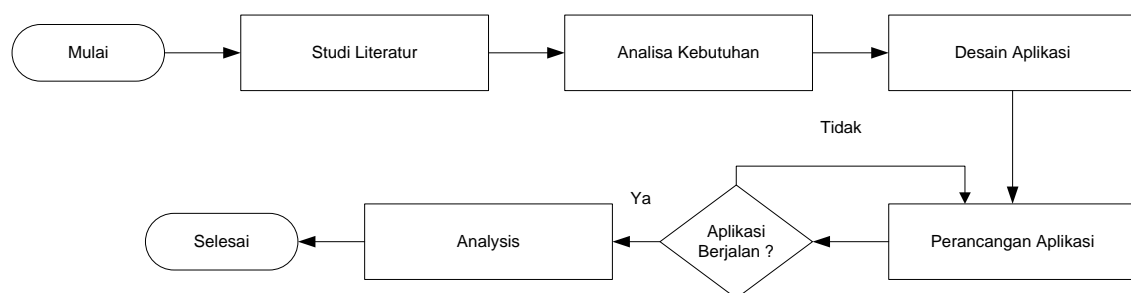 Mulai
Studi Literatur
Analisa Kebutuhan
Desain Aplikasi
Tidak
Perancangan Aplikasi
Aplikasi
Berjalan ?
Ya
Analysis
Selesai